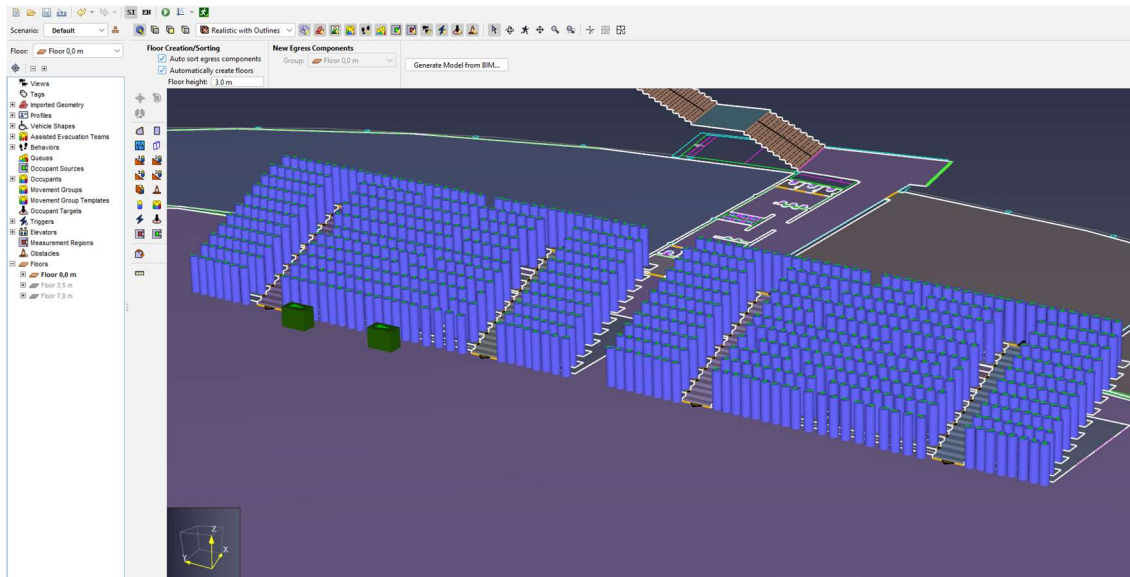 SI EN
Scenario: Default
Realistic with Outlines
Floor: Floor 0,0 m
Floor Creation/Sorting
Auto sort egress components
Automatically create floors
Floor height: 3.0 m
New Egress Components
Group: Floor 0,0 m
Generate Model from BIM...
Views
Tags
Imported Geometry
Profiles
Vehicle Shapes
Assisted Evacuation Teams
Behaviors
Queues
Occupant Sources
Occupants
Movement Groups
Movement Group Templates
Occupant Targets
Triggers
Elevators
Measurement Regions
Obstacles
Floors
Floor 0,0 m
Floor 3,5 m
Floor 7,0 m
Z
Y
X